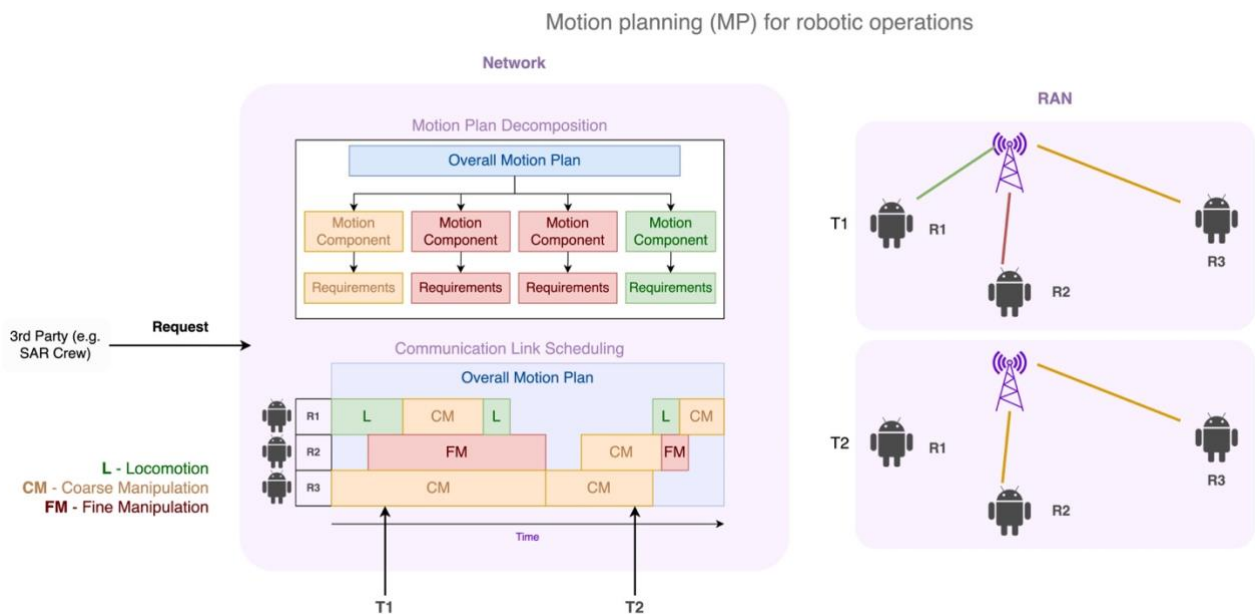 Motion planning (MP) for robotic operations
Network
Motion Plan Decomposition
Overall Motion Plan
Motion
Component
Motion
Component
Motion
Component
Motion
Component
Requirements
Requirements
Requirements
Requirements
3rd Party (e.g.
SAR Crew)
Request
Communication Link Scheduling
Overall Motion Plan
R1
L
CM
L
L
CM
R2
FM
CM
FM
R3
CM
CM
Time
L - Locomotion
CM - Coarse Manipulation
FM - Fine Manipulation
T1
T2
RAN
T1
R1
R2
R3
T2
R1
R2
R3